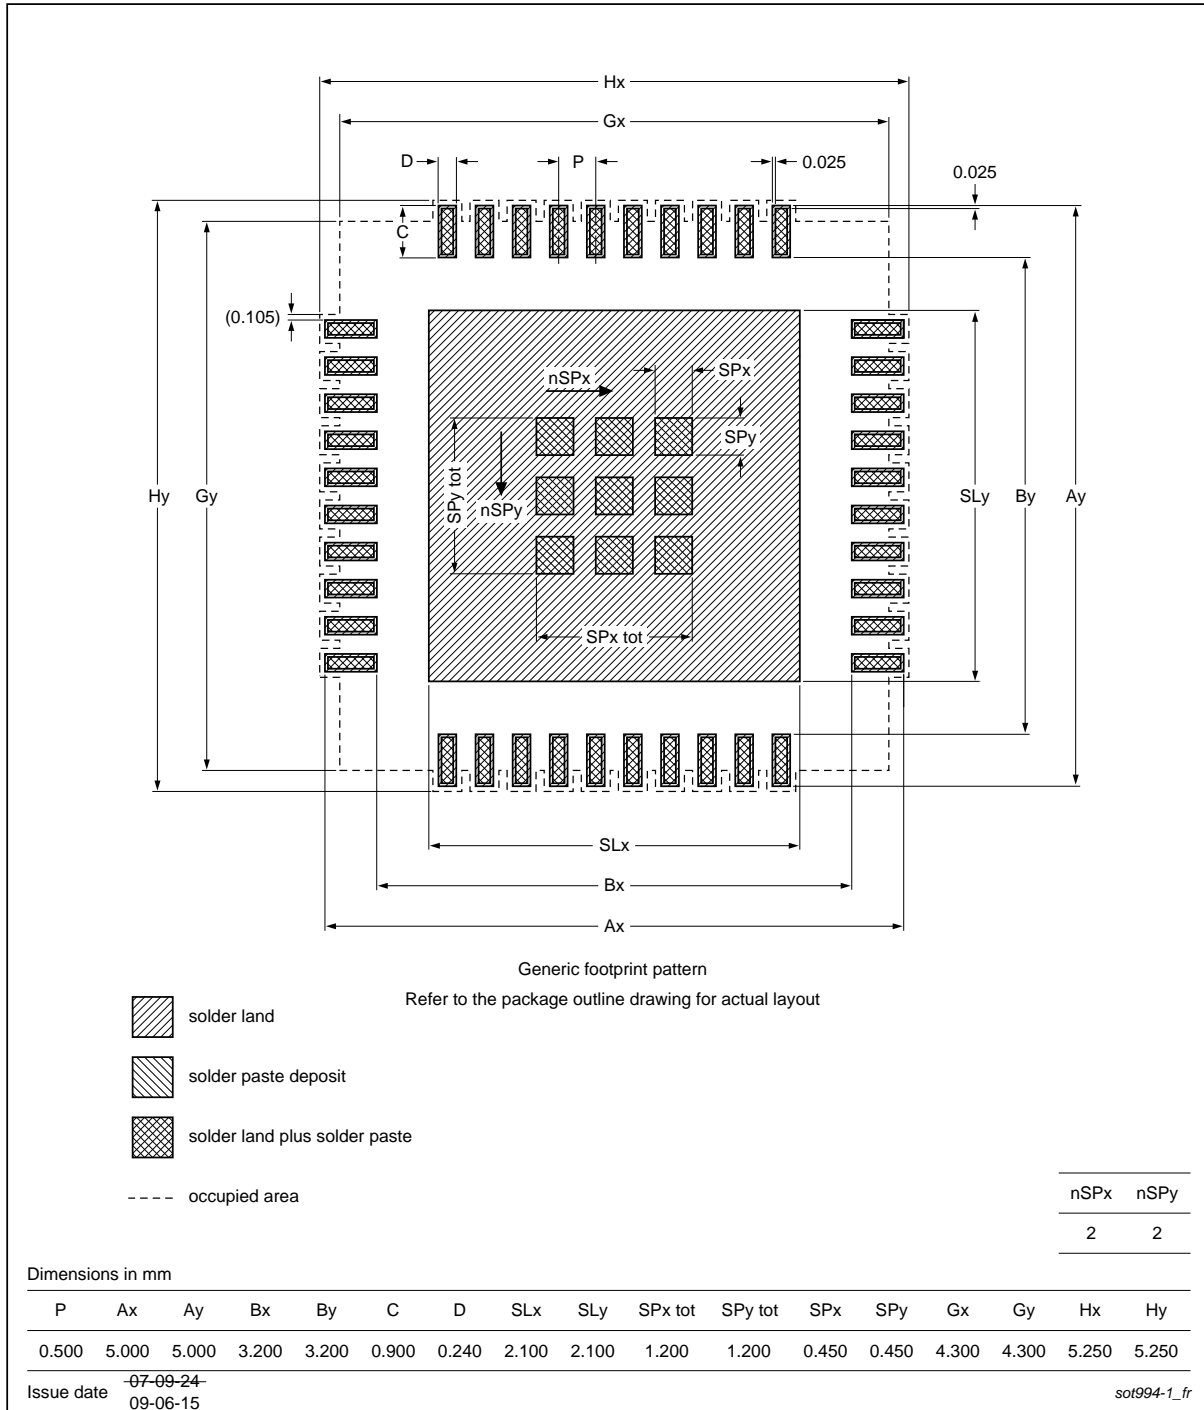 Hx
Gx
D
P
0.025
0.025
C
(0.105)
nSPx
SPx
SPy
SPy tot
nSPy
Hy
Gy
SLy
By
Ay
SPx tot
SLx
Bx
Ax
Generic footprint pattern
Refer to the package outline drawing for actual layout
solder land
solder paste deposit
solder land plus solder paste
occupied area
nSPx nSPy
2 2
Dimensions in mm
P Ax Ay Bx By C D SLx SLy SPx tot SPy tot SPx SPy Gx Gy Hx Hy
0.500 5.000 5.000 3.200 3.200 0.900 0.240 2.100 2.100 1.200 1.200 0.450 0.450 4.300 4.300 5.250 5.250
Issue date 07-09-24
09-06-15
sot994-1_fr